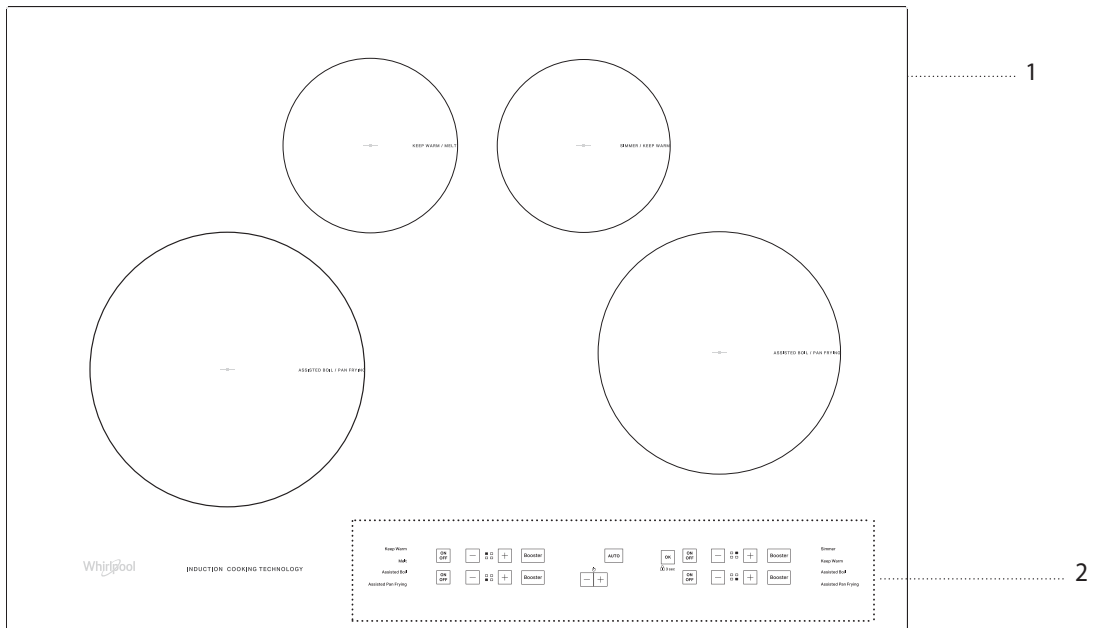 1
KEEP WARM / MELT
SIMMER / KEEP WARM
ASSISTED BOIL / PAN FRYING
ASSISTED BOIL / PAN FRYING
Whirlpool
INDUCTION COOKING TECHNOLOGY
Keep Warm
Melt
Assisted Boil
Assisted Pan Frying
ON OFF
− + Booster
ON OFF
− + Booster
AUTO
− +
OK
3 sec
ON OFF
− + Booster
ON OFF
− + Booster
Simmer
Keep Warm
Assisted Boil
Assisted Pan Frying
2